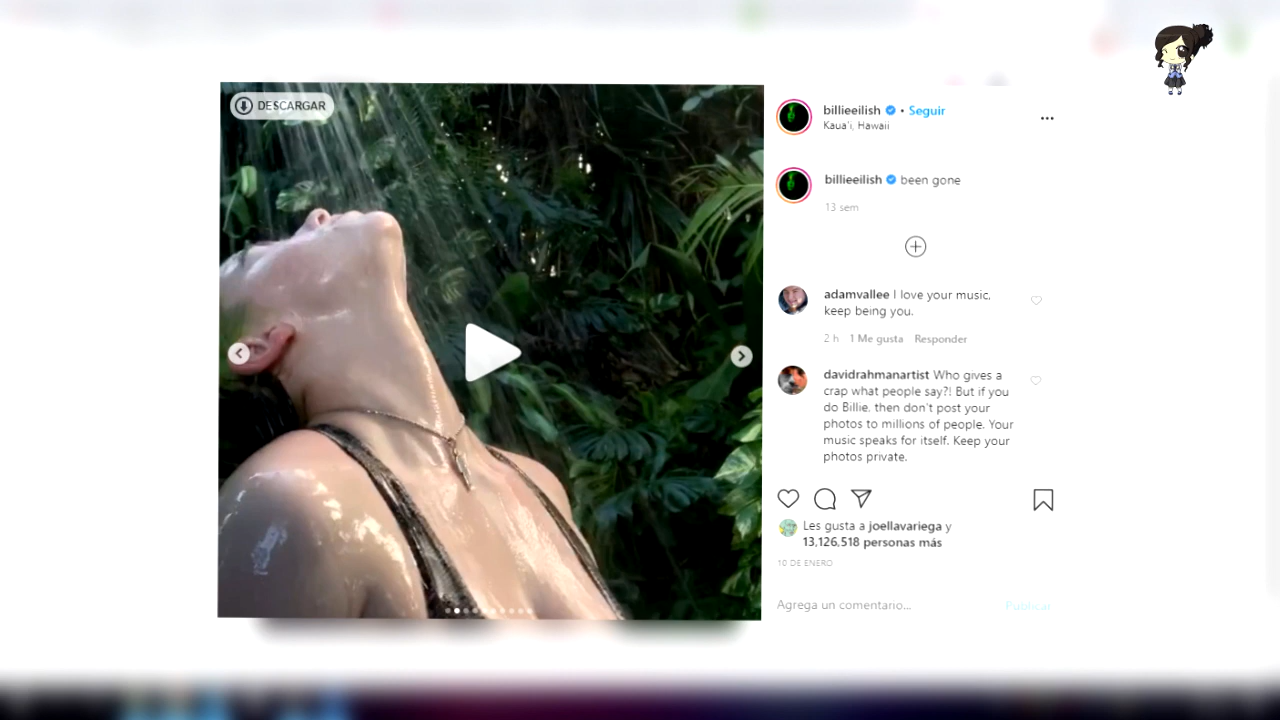 DESCARGAR
billieeilish • Seguir
Kaua'i, Hawaii
billieeilish been gone
13 sem
adamvallee I love your music,
keep being you.
2 h 1 Me gusta Responder
davidrahmanartist Who gives a
crap what people say?! But if you
do Billie. then don't post your
photos to millions of people. Your
music speaks for itself. Keep your
photos private.
Les gusta a joellavariega y
13,126,518 personas más
10 DE ENERO
Agrega un comentario... Publicar